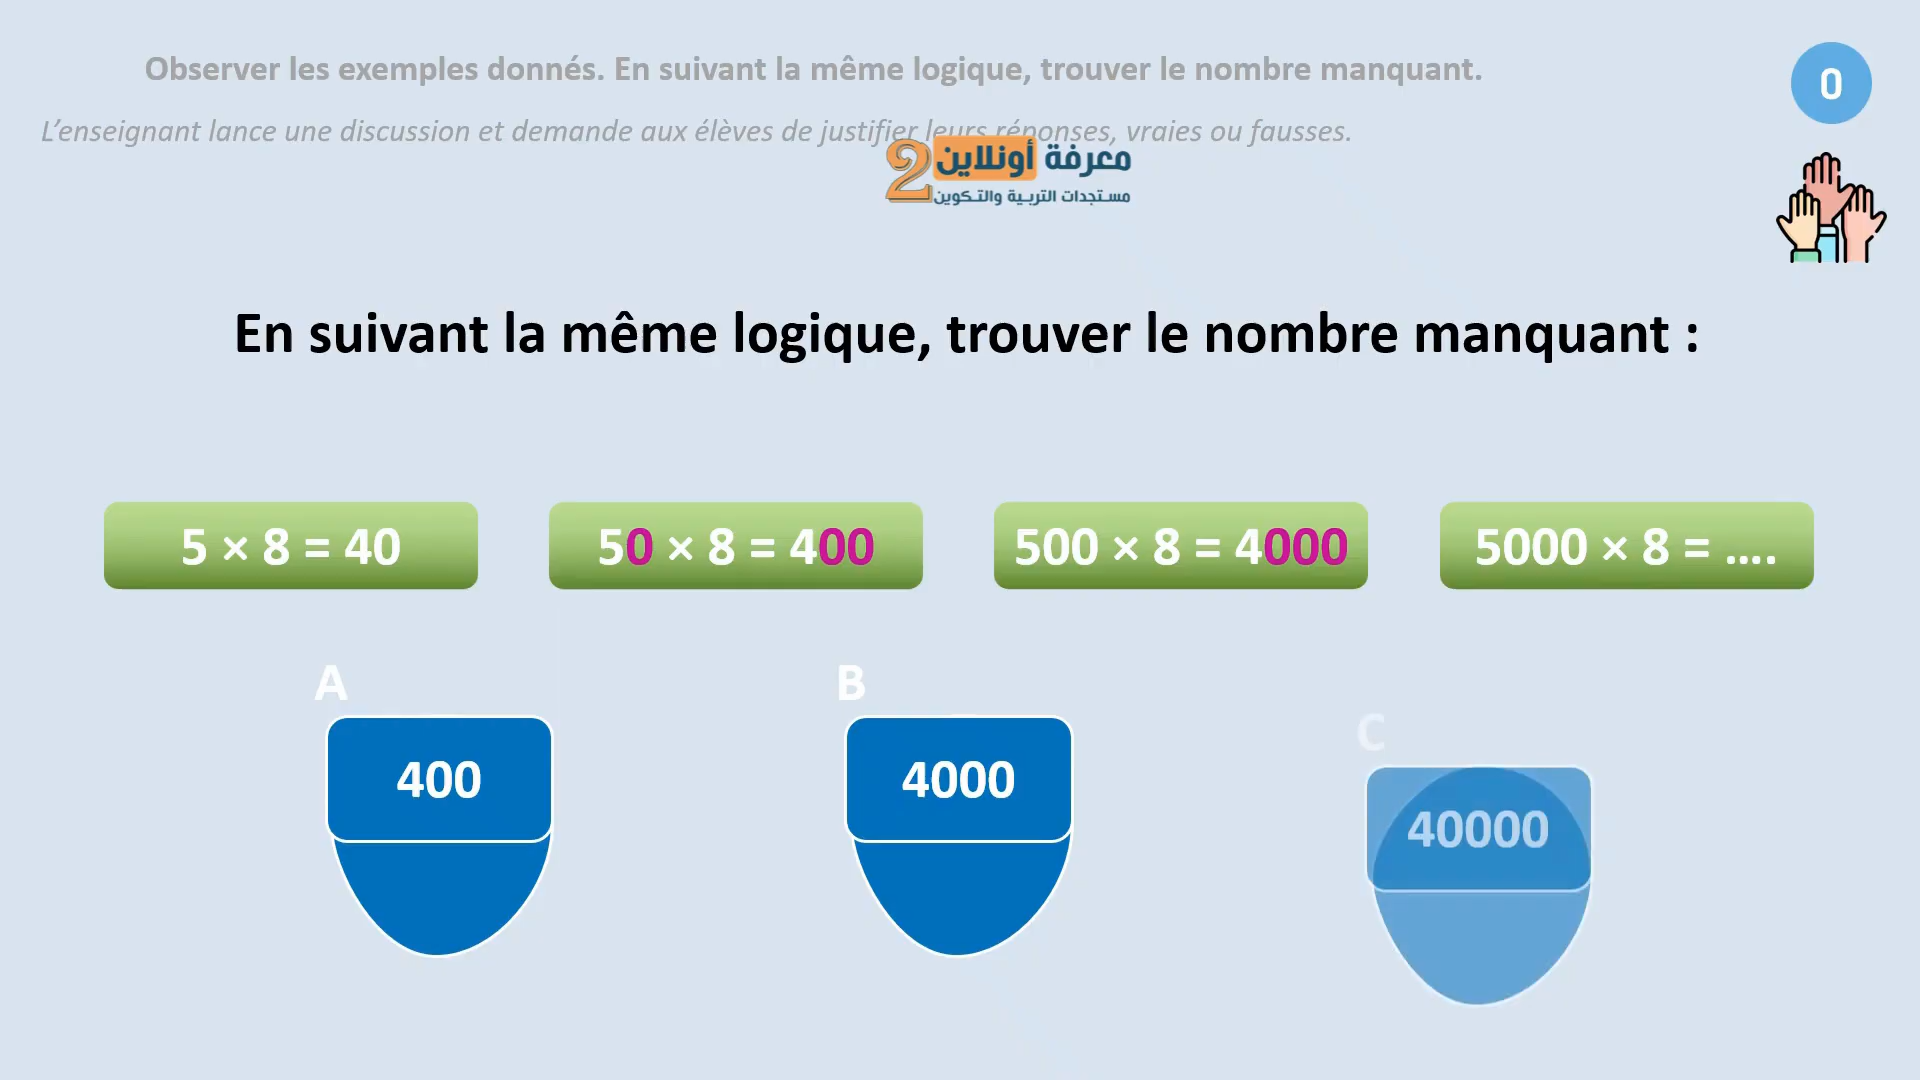 Observer les exemples donnés. En suivant la même logique, trouver le nombre manquant.
0
L’enseignant lance une discussion et demande aux élèves de justifier leurs réponses, vraies ou fausses.
معرفة أونلاين 2
مستجدات التربية والتكوين
En suivant la même logique, trouver le nombre manquant :
5 × 8 = 40
50 × 8 = 400
500 × 8 = 4000
5000 × 8 = ....
A
B
C
400
4000
40000